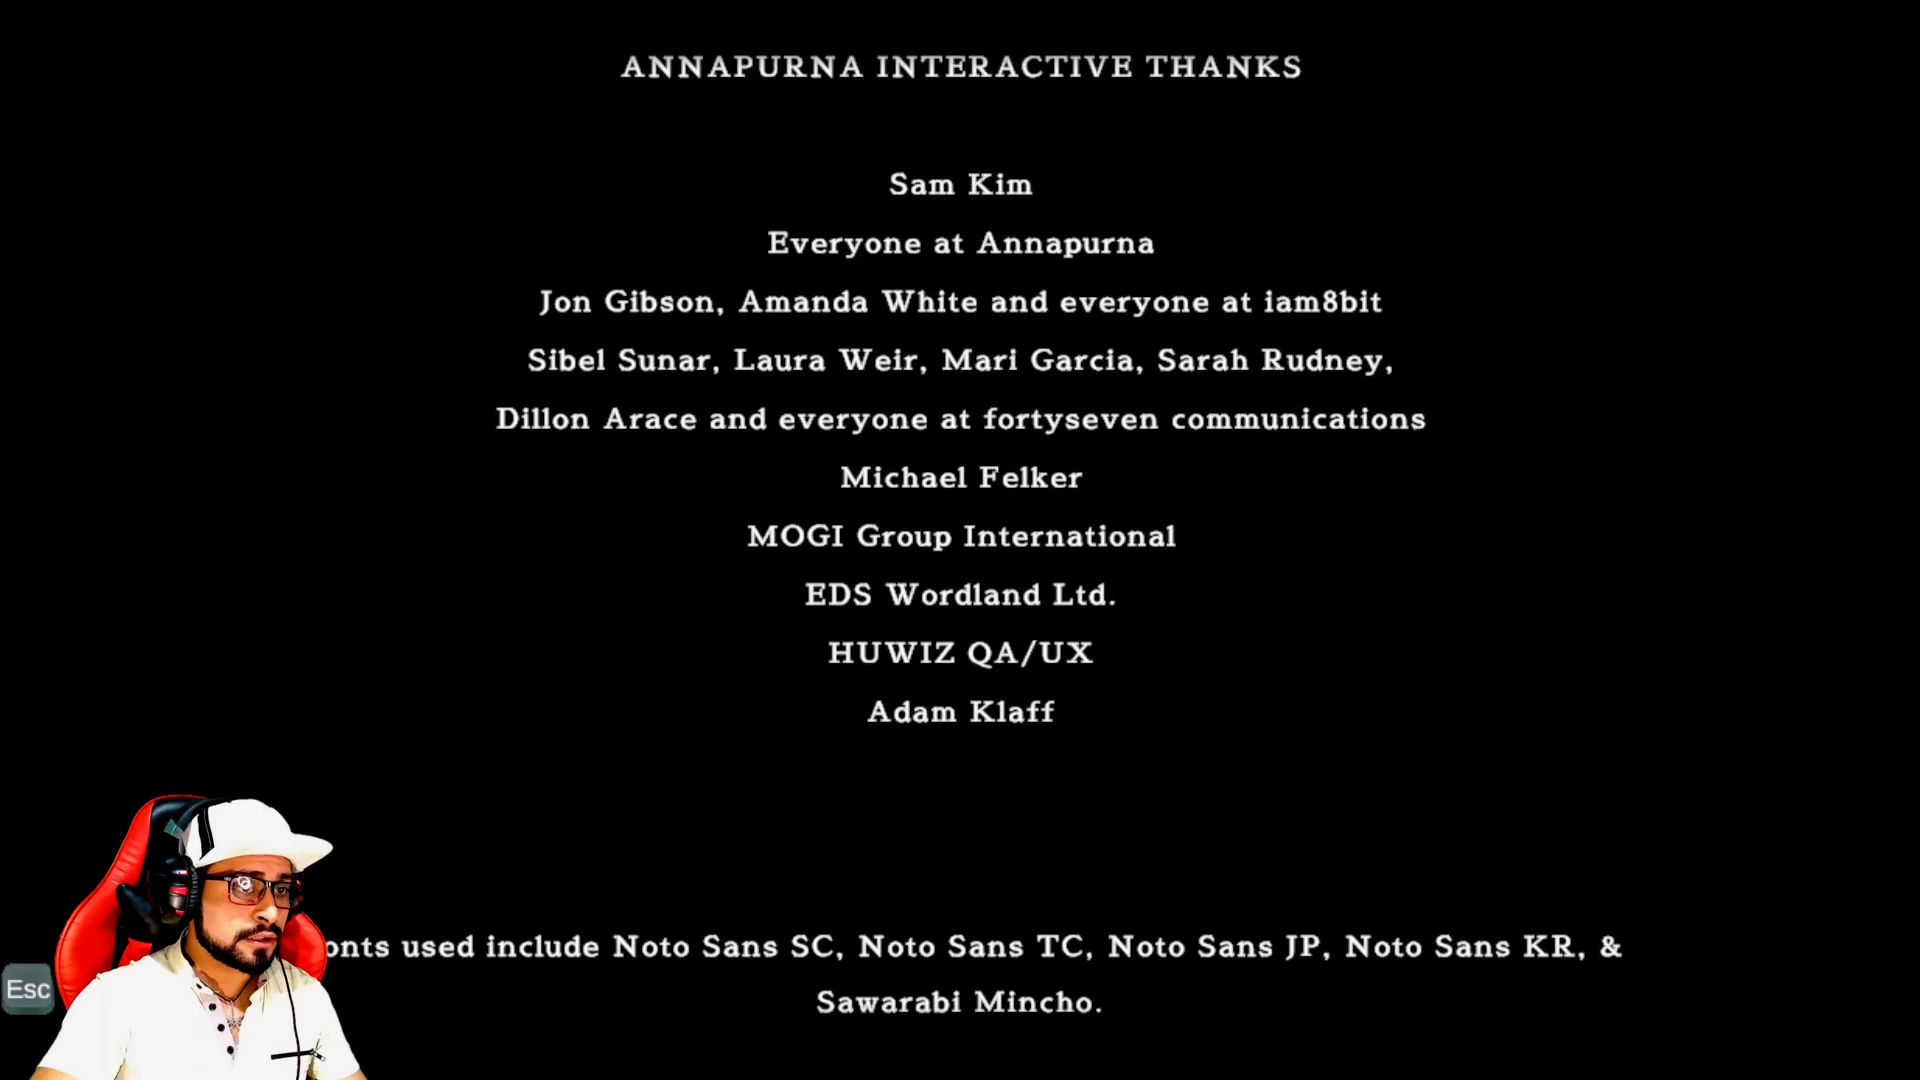 ANNAPURNA INTERACTIVE THANKS
Sam Kim
Everyone at Annapurna
Jon Gibson, Amanda White and everyone at iam8bit
Sibel Sunar, Laura Weir, Mari Garcia, Sarah Rudney,
Dillon Arace and everyone at fortyseven communications
Michael Felker
MOGI Group International
EDS Wordland Ltd.
HUWIZ QA/UX
Adam Klaff
onts used include Noto Sans SC, Noto Sans TC, Noto Sans JP, Noto Sans KR, &
Sawarabi Mincho.
Esc